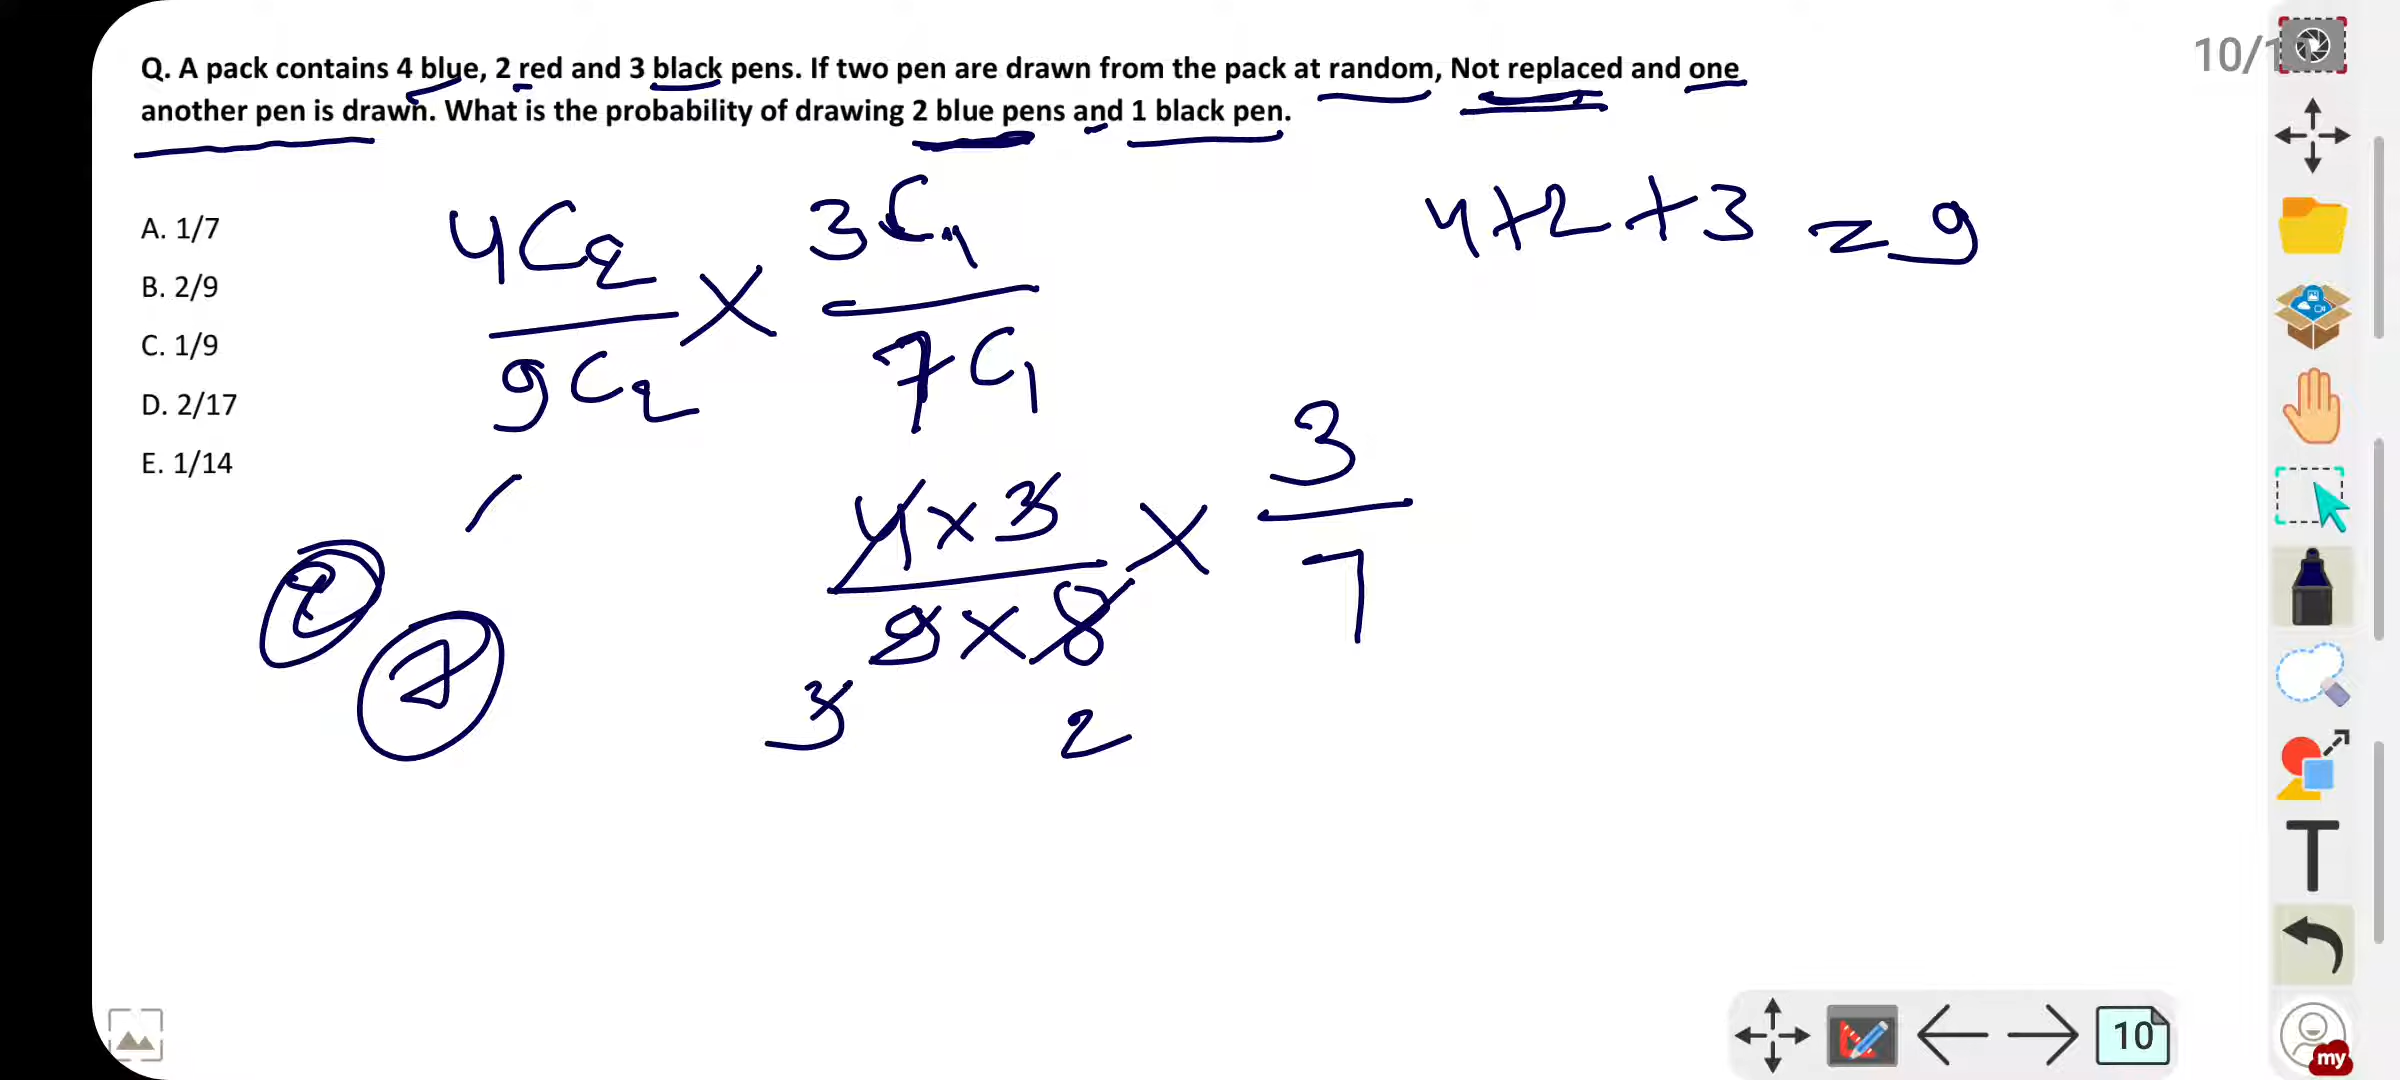 Q. A pack contains 4 blue, 2 red and 3 black pens. If two pen are drawn from the pack at random, Not replaced and one
another pen is drawn. What is the probability of drawing 2 blue pens and 1 black pen.
A. 1/7
B. 2/9
C. 1/9
D. 2/17
E. 1/14
4C2 / 9C2 × 3C1 / 7C1
4+2+3 = 9
4×3 / 9×8 × 3 / 7
3 2
10/1
10
T
my